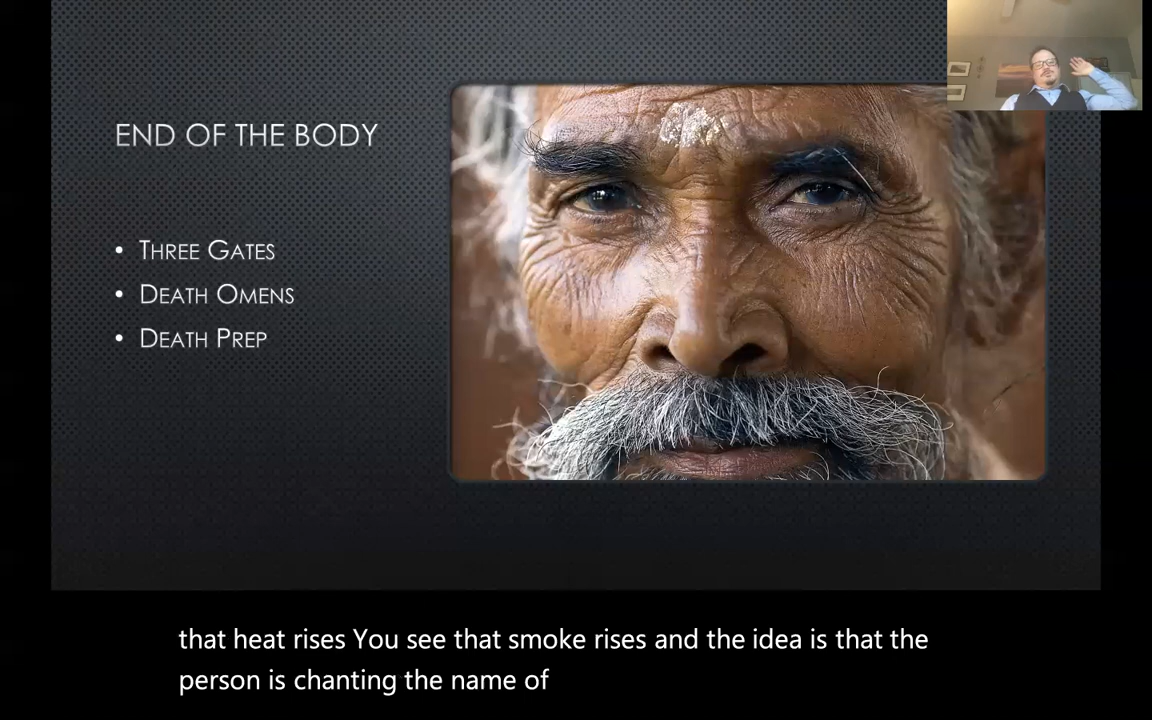 END OF THE BODY
• THREE GATES
• DEATH OMENS
• DEATH PREP
that heat rises You see that smoke rises and the idea is that the
person is chanting the name of